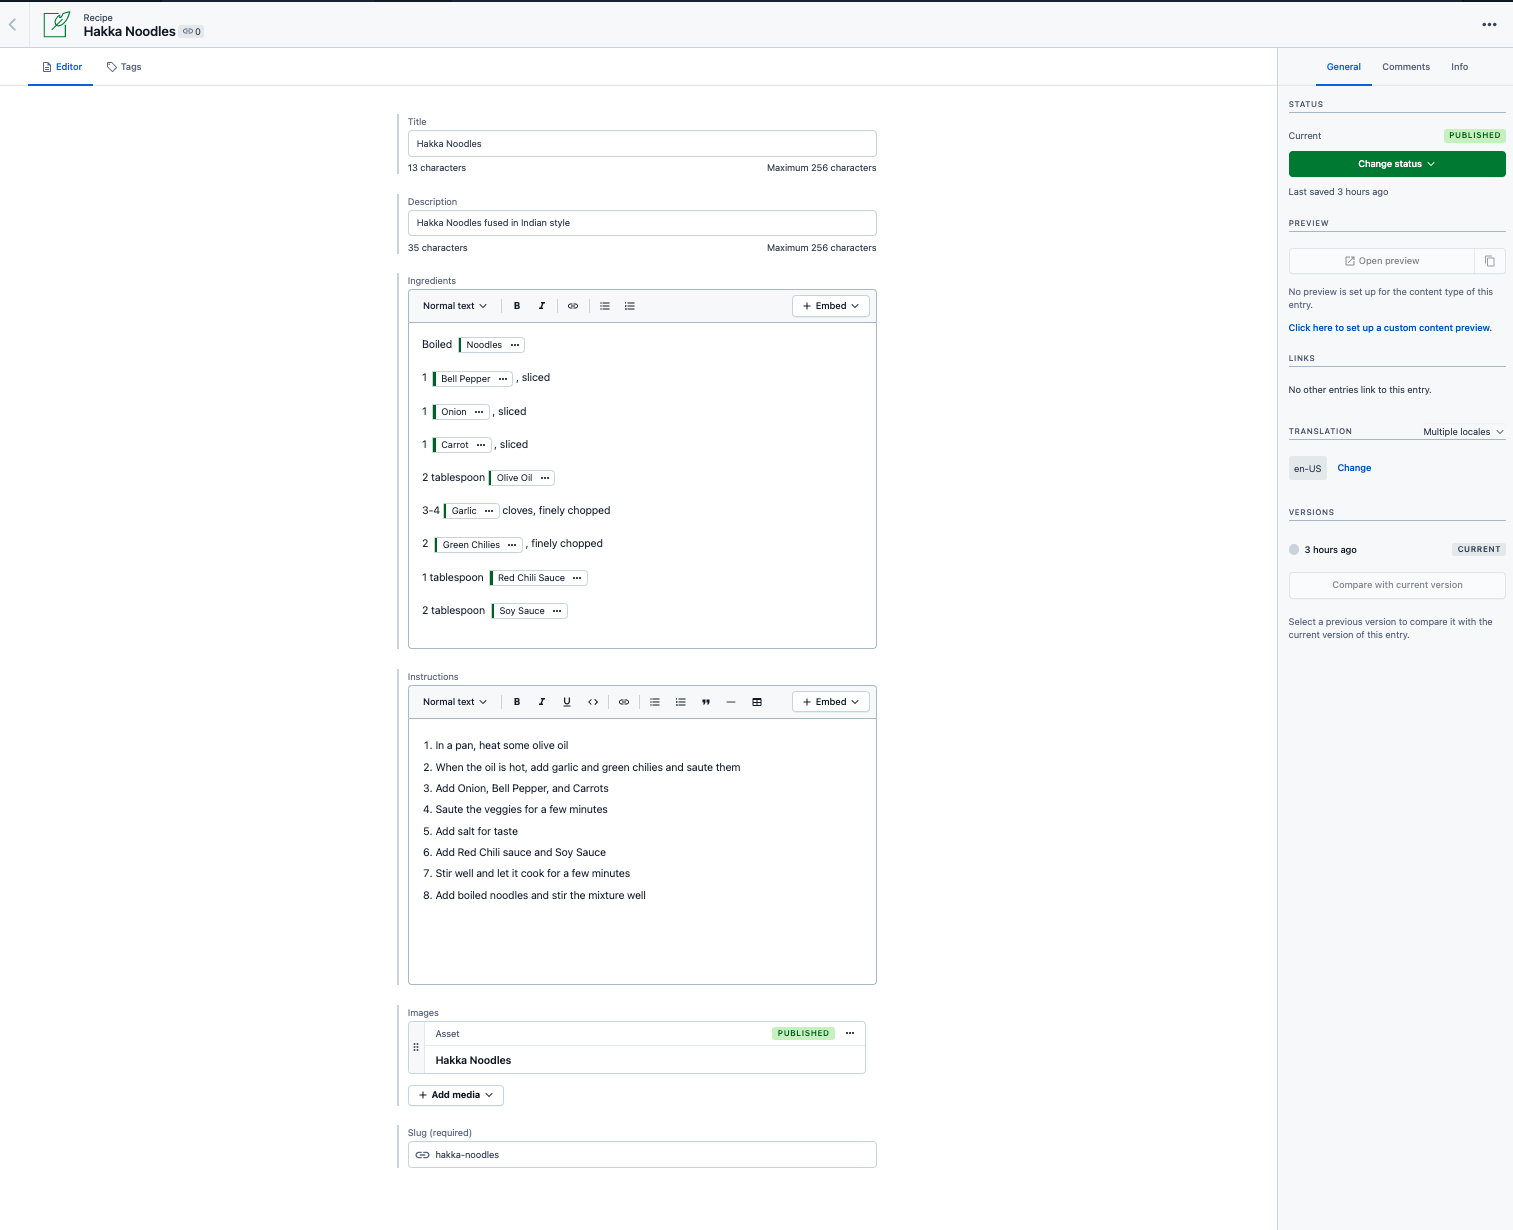 Recipe
Hakka Noodles 0
Editor Tags
General Comments Info
Title
Hakka Noodles
13 characters Maximum 256 characters
Description
Hakka Noodles fused in Indian style
35 characters Maximum 256 characters
Ingredients
Normal text B I + Embed
Boiled Noodles ...
1 Bell Pepper ... , sliced
1 Onion ... , sliced
1 Carrot ... , sliced
2 tablespoon Olive Oil ...
3-4 Garlic ... cloves, finely chopped
2 Green Chilies ... , finely chopped
1 tablespoon Red Chili Sauce ...
2 tablespoon Soy Sauce ...
Instructions
Normal text B I U <> + Embed
1. In a pan, heat some olive oil
2. When the oil is hot, add garlic and green chilies and saute them
3. Add Onion, Bell Pepper, and Carrots
4. Saute the veggies for a few minutes
5. Add salt for taste
6. Add Red Chili sauce and Soy Sauce
7. Stir well and let it cook for a few minutes
8. Add boiled noodles and stir the mixture well
Images
Asset PUBLISHED ...
Hakka Noodles
+ Add media
Slug (required)
hakka-noodles
STATUS
Current PUBLISHED
Change status
Last saved 3 hours ago
PREVIEW
Open preview
No preview is set up for the content type of this
entry.
Click here to set up a custom content preview.
LINKS
No other entries link to this entry.
TRANSLATION Multiple locales
en-US Change
VERSIONS
3 hours ago CURRENT
Compare with current version
Select a previous version to compare it with the
current version of this entry.